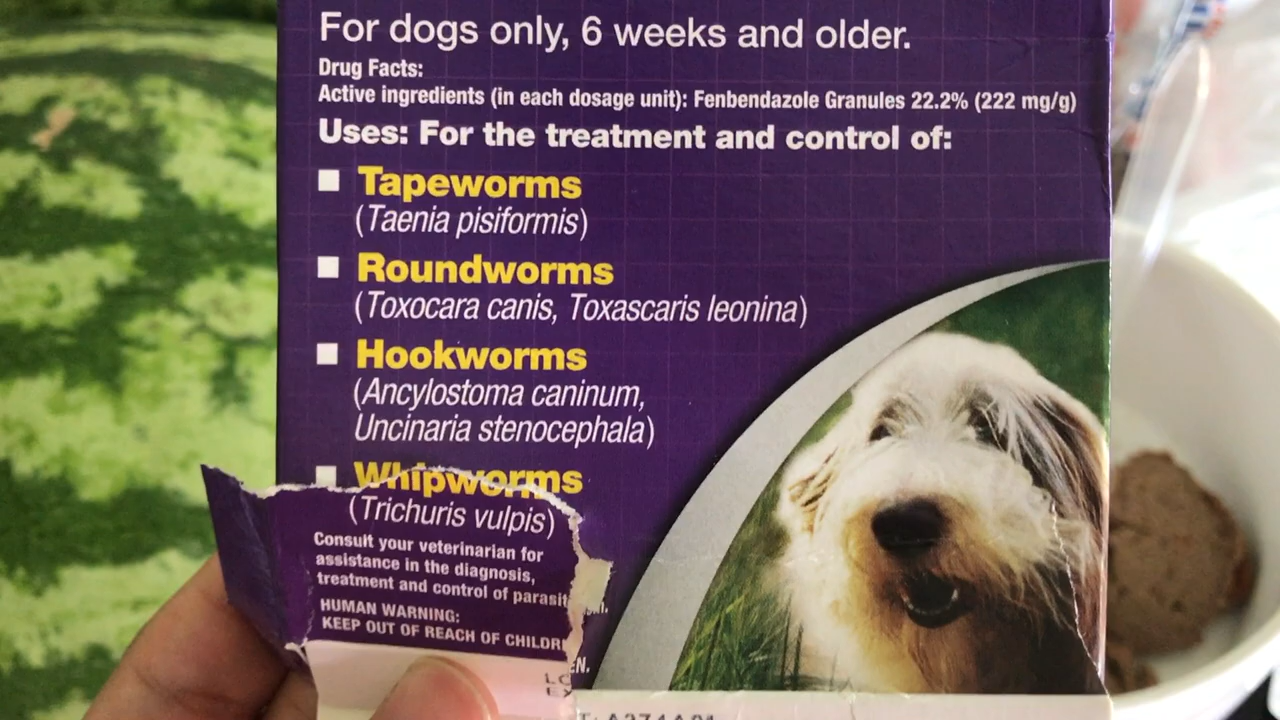 For dogs only, 6 weeks and older.
Drug Facts:
Active ingredients (in each dosage unit): Fenbendazole Granules 22.2% (222 mg/g)
Uses: For the treatment and control of:
Tapeworms
(Taenia pisiformis)
Roundworms
(Toxocara canis, Toxascaris leonina)
Hookworms
(Ancylostoma caninum,
Uncinaria stenocephala)
Whipworms
(Trichuris vulpis)
Consult your veterinarian for
assistance in the diagnosis,
treatment and control of
HUMAN WARNING:
KEEP OUT OF REACH OF CHILDREN.